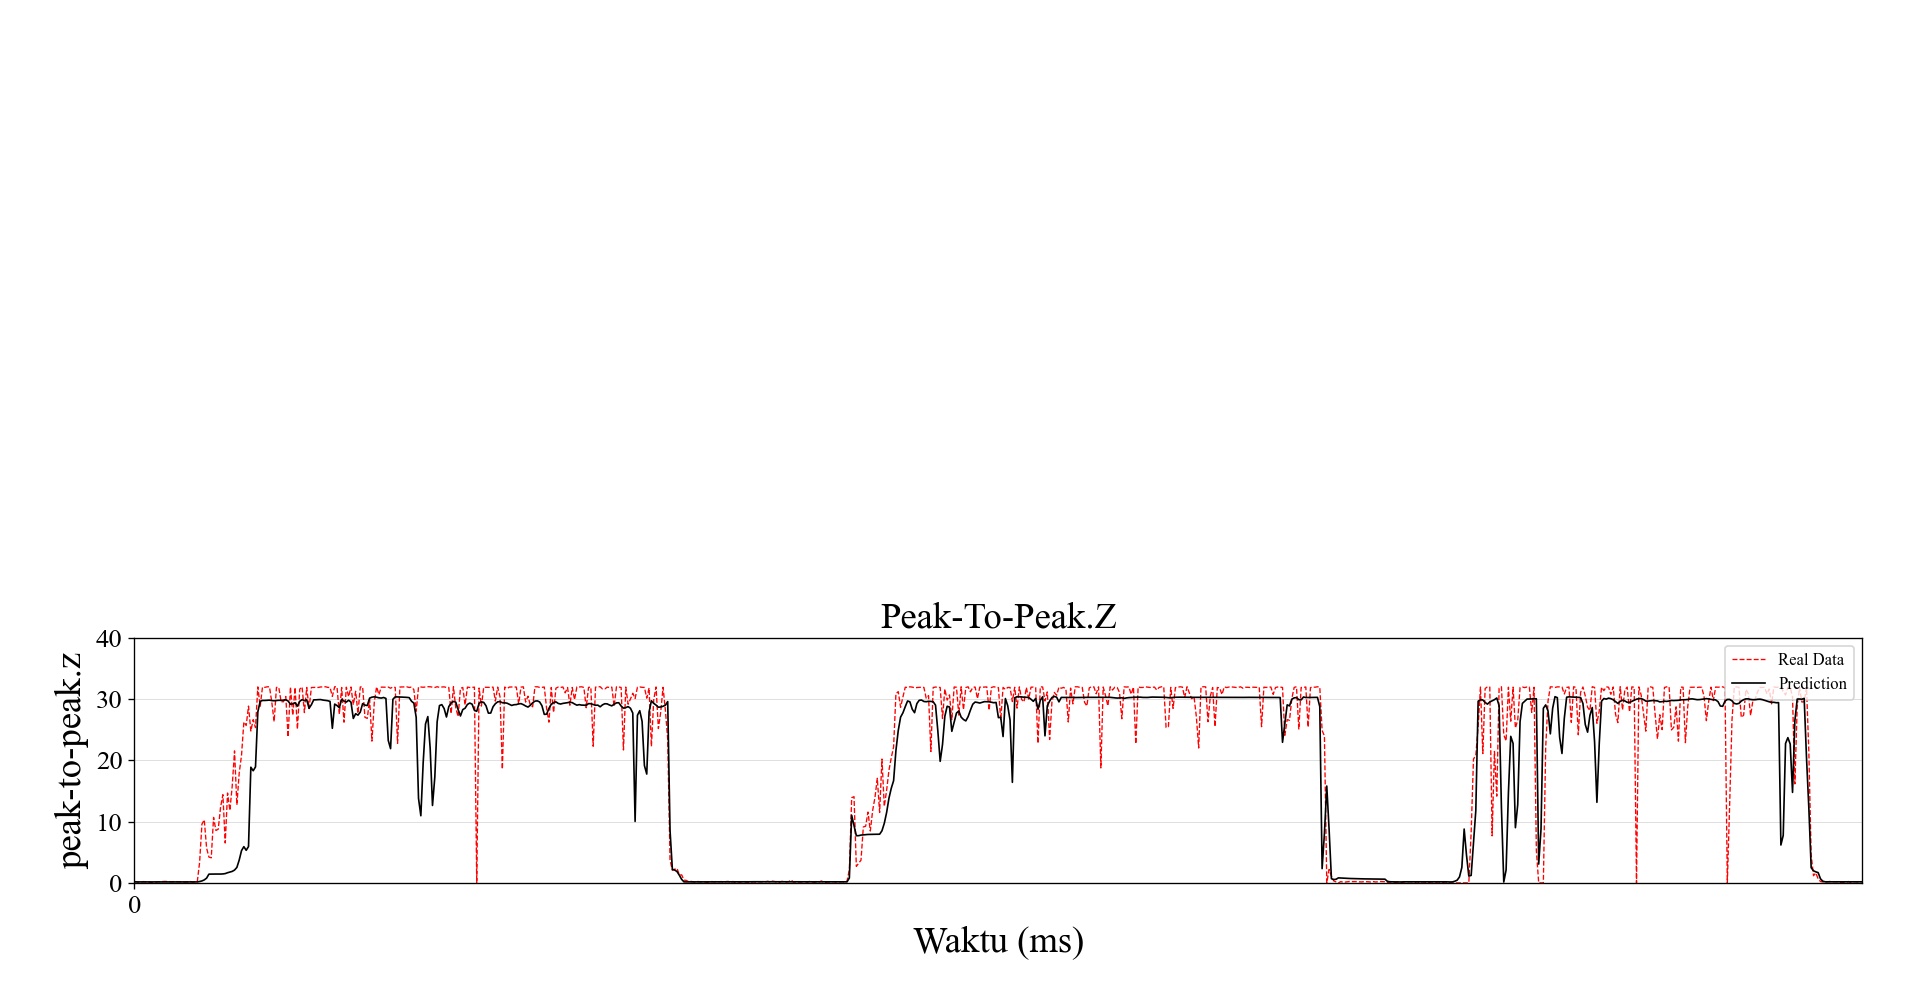 Peak-To-Peak.Z
peak-to-peak.z
40
30
20
10
0
0
Real Data
Prediction
Waktu (ms)